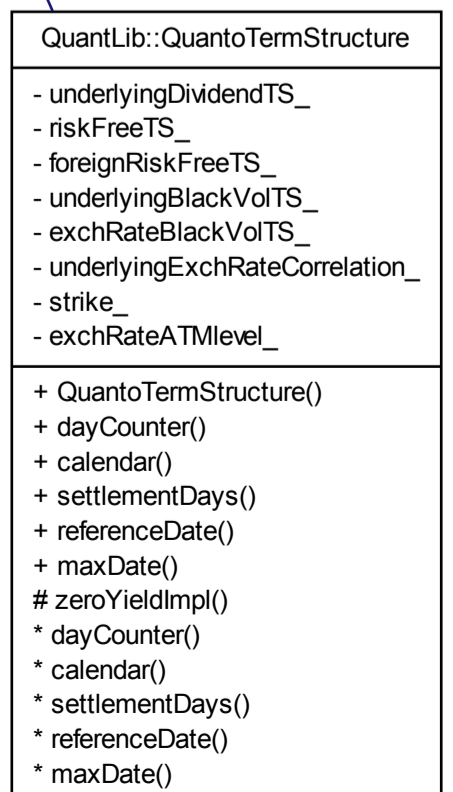 QuantLib::QuantoTermStructure
- underlyingDividendTS_
- riskFreeTS_
- foreignRiskFreeTS_
- underlyingBlackVolTS_
- exchRateBlackVolTS_
- underlyingExchRateCorrelation_
- strike_
- exchRateATMlevel_
+ QuantoTermStructure()
+ dayCounter()
+ calendar()
+ settlementDays()
+ referenceDate()
+ maxDate()
# zeroYieldImpl()
* dayCounter()
* calendar()
* settlementDays()
* referenceDate()
* maxDate()